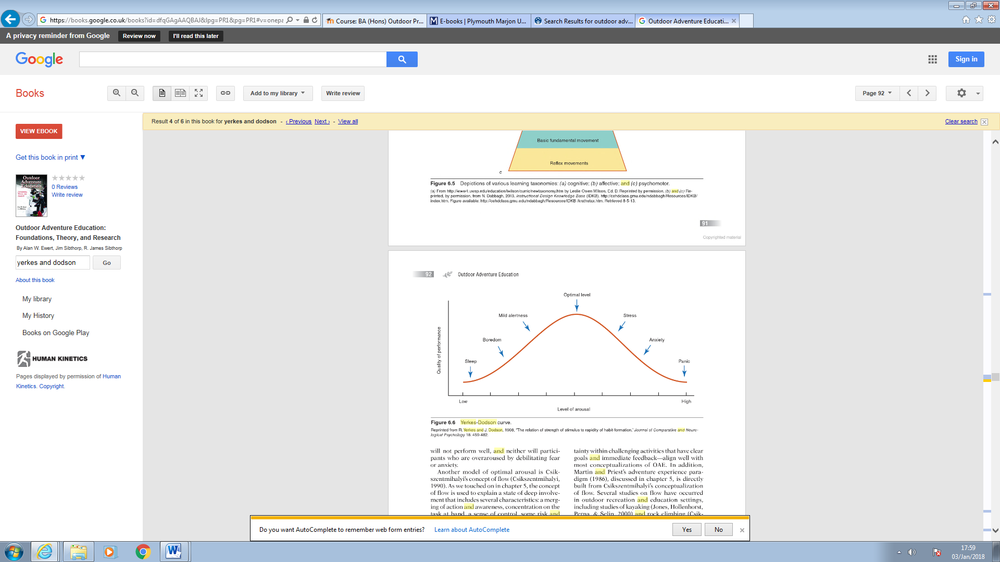 https://books.google.co.uk/books?id=dfqGAgAAQBAJ&lpg=PR1&pg=PR1#v=onepa
Course: BA (Hons) Outdoor Pr...
E-books | Plymouth Marjon U...
Search Results for outdoor adv...
Outdoor Adventure Educati...
A privacy reminder from Google
Review now
I'll read this later
Google
Sign in
Books
Add to my library
Write review
Page 92
Result 4 of 6 in this book for yerkes and dodson - ‹ Previous Next › - View all
Clear search
VIEW EBOOK
Get this book in print ▼
Outdoor
Adventure
Education
0 Reviews
Write review
Outdoor Adventure Education:
Foundations, Theory, and Research
By Alan W. Ewert, Jim Sibthorp, R. James Sibthorp
yerkes and dodson
Go
About this book
My library
My History
Books on Google Play
HUMAN KINETICS
Pages displayed by permission of Human
Kinetics. Copyright.
Basic fundamental movement
Reflex movements
c
Figure 6.5 Depictions of various learning taxonomies: (a) cognitive; (b) affective; and (c) psychomotor.
(a) From http://www4.uwsp.edu/education/lwilson/curric/newtaxonomy.htm by Leslie Owen Wilson, Ed. D. Reprinted by permission. (b) and (c) Re-
printed, by permission, from N. Dabbagh, 2013, Instructional Design Knowledge Base (IDKB). http://cehdclass.gmu.edu/ndabbagh/Resources/IDKB/
index.htm. Figure available: http://cehdclass.gmu.edu/ndabbagh/Resources/IDKB /krathstax.htm. Retrieved 8-5-13.
91
Copyrighted material
92
Outdoor Adventure Education
Optimal level
Mild alertness
Stress
Boredom
Anxiety
Sleep
Panic
Quality of performance
Low
High
Level of arousal
Figure 6.6 Yerkes-Dodson curve.
Reprinted from R. Yerkes and J. Dodson, 1908, "The relation of strength of stimulus to rapidity of habit-formation," Journal of Comparative and Neuro-
logical Psychology 18: 459-482.
will not perform well, and neither will partici-
pants who are overaroused by debilitating fear
or anxiety.
Another model of optimal arousal is Csik-
szentmihalyi's concept of flow (Csikszentmihalyi,
1990). As we touched on in chapter 5, the concept
of flow is used to explain a state of deep involve-
ment that includes several characteristics: a merg-
ing of action and awareness, concentration on the
task at hand, a sense of control, some risk and
tainty within challenging activities that have clear
goals and immediate feedback—align well with
most conceptualizations of OAE. In addition,
Martin and Priest's adventure experience para-
digm (1986), discussed in chapter 5, is directly
built from Csikszentmihalyi's conceptualization
of flow. Several studies on flow have occurred
in outdoor recreation and education settings,
including studies of kayaking (Jones, Hollenhorst,
Perna, & Selin, 2000) and rock climbing (Csik-
Do you want AutoComplete to remember web form entries?
Learn about AutoComplete
Yes
No
17:59
03/Jan/2018